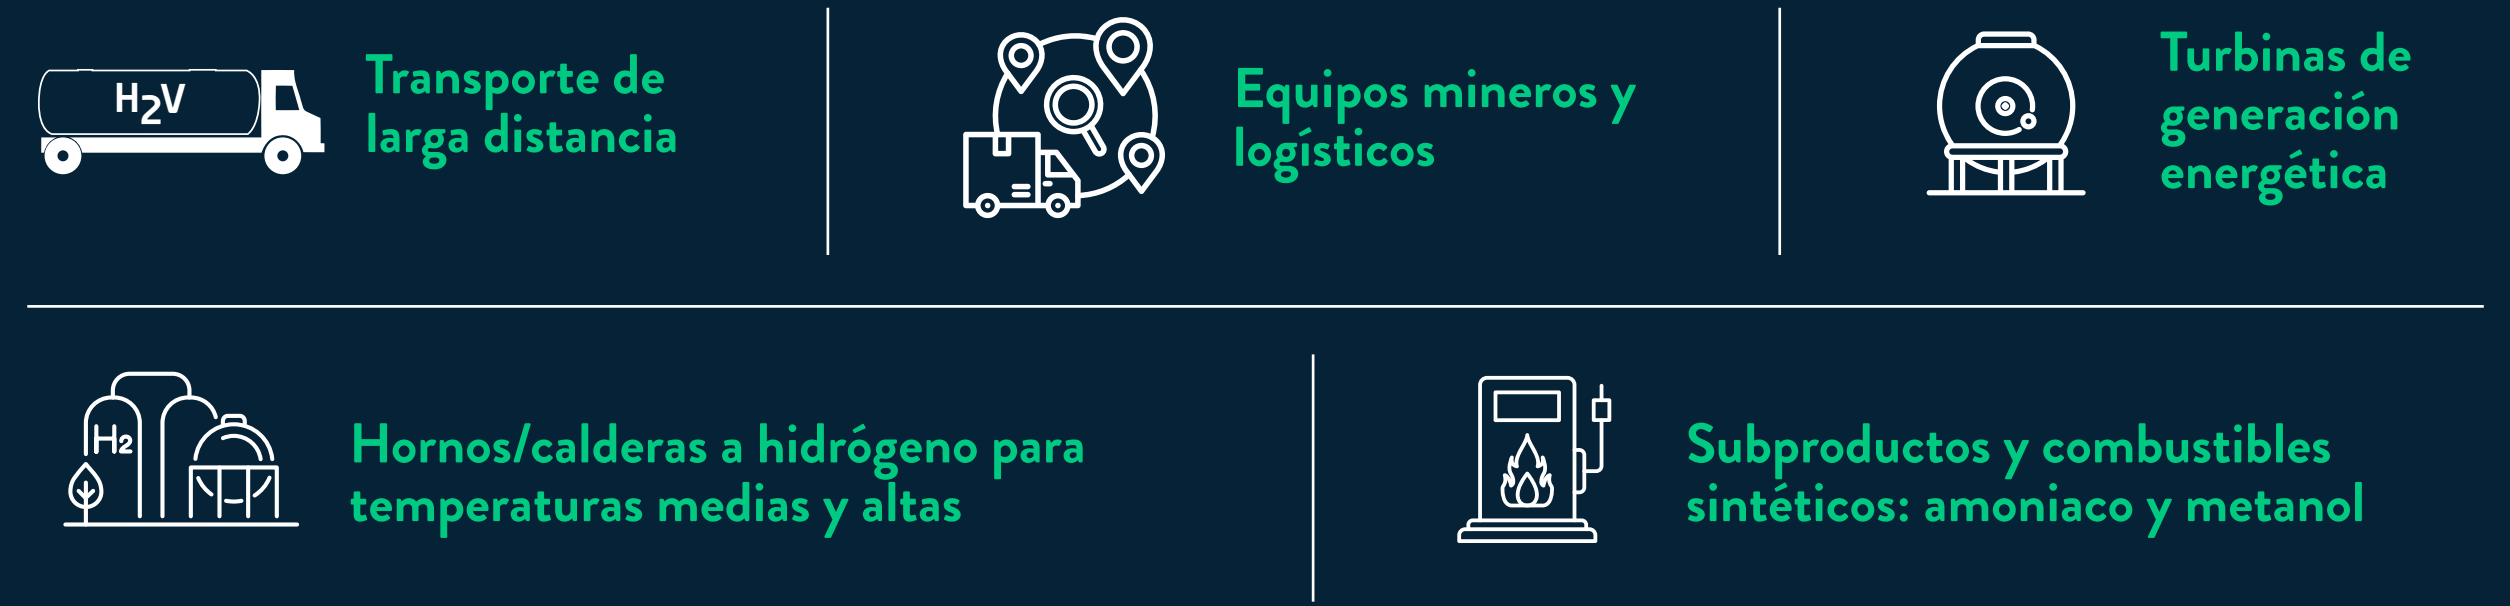 H2V
Transporte de
larga distancia
Equipos mineros y
logísticos
Turbinas de
generación
energética
H2
Hornos/calderas a hidrógeno para
temperaturas medias y altas
Subproductos y combustibles
sintéticos: amoniaco y metanol